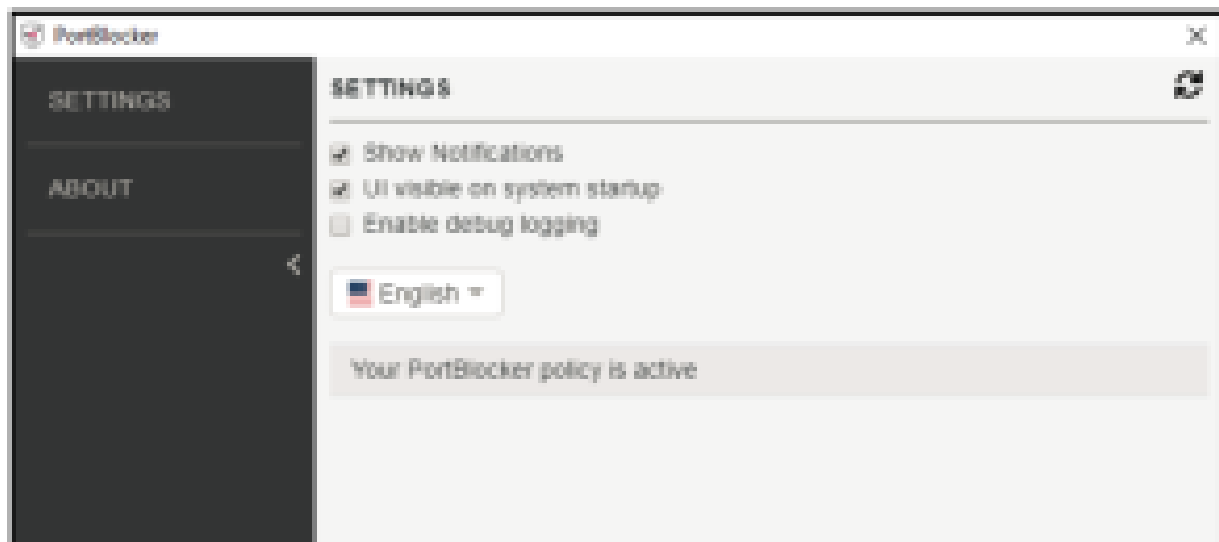 PortBlocker
SETTINGS
ABOUT
SETTINGS
Show Notifications
UI visible on system startup
Enable debug logging
English
Your PortBlocker policy is active